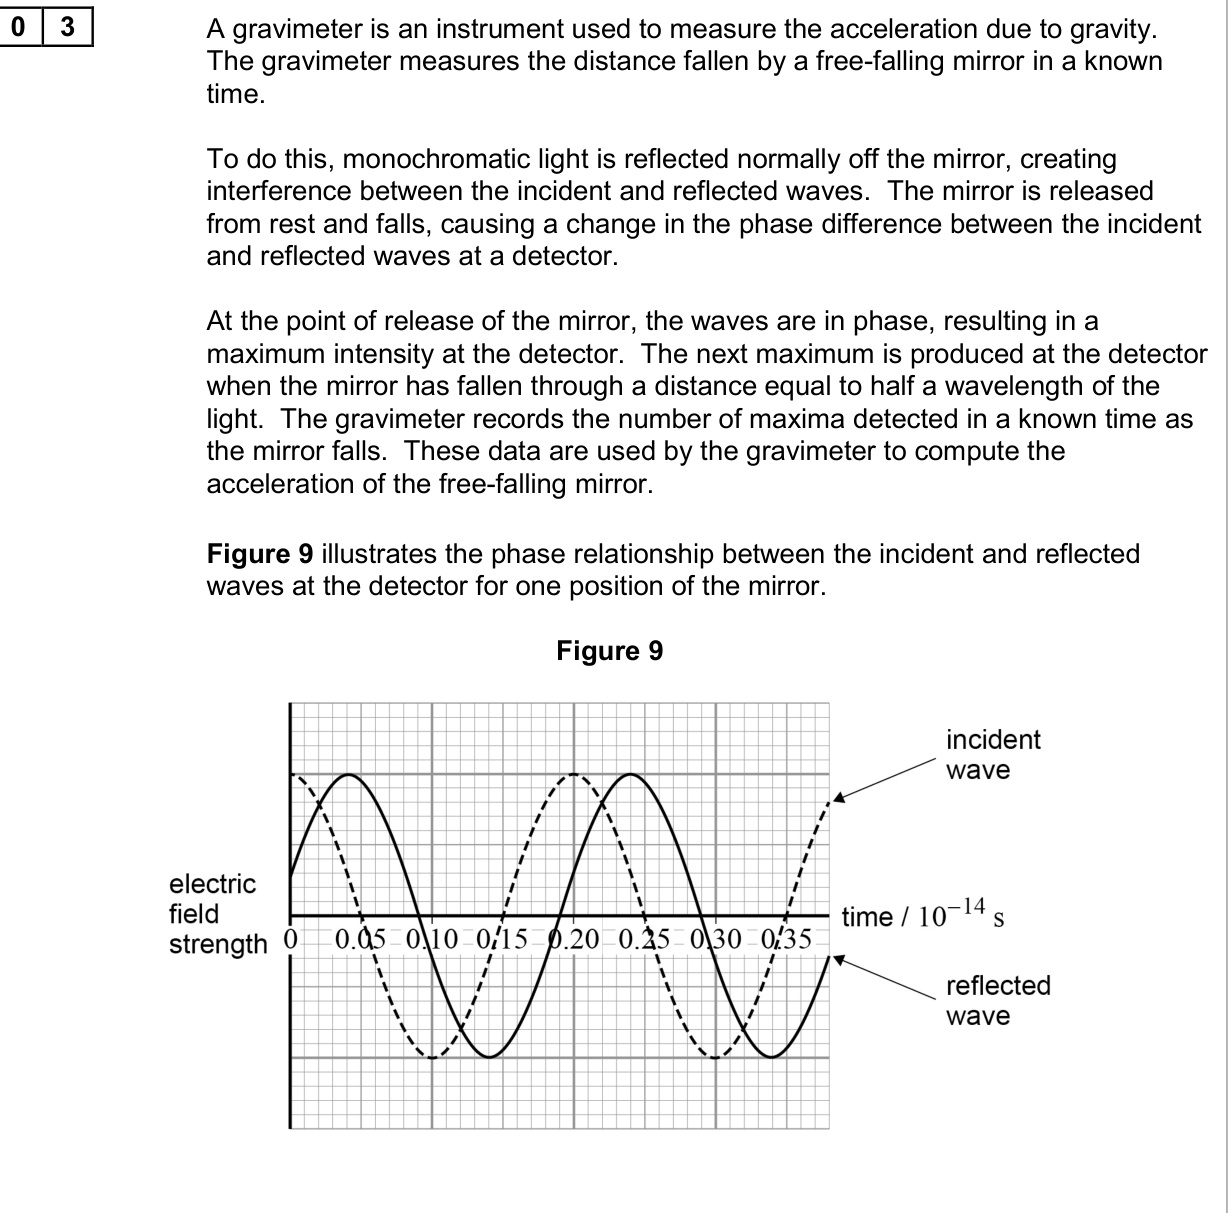 0 3
A gravimeter is an instrument used to measure the acceleration due to gravity.
The gravimeter measures the distance fallen by a free-falling mirror in a known
time.
To do this, monochromatic light is reflected normally off the mirror, creating
interference between the incident and reflected waves.  The mirror is released
from rest and falls, causing a change in the phase difference between the incident
and reflected waves at a detector.
At the point of release of the mirror, the waves are in phase, resulting in a
maximum intensity at the detector.  The next maximum is produced at the detector
when the mirror has fallen through a distance equal to half a wavelength of the
light.  The gravimeter records the number of maxima detected in a known time as
the mirror falls.  These data are used by the gravimeter to compute the
acceleration of the free-falling mirror.
Figure 9 illustrates the phase relationship between the incident and reflected
waves at the detector for one position of the mirror.
Figure 9
incident
wave
electric
field
strength
0 0.05 0.10 0.15 0.20 0.25 0.30 0.35
time / 10⁻¹⁴ s
reflected
wave